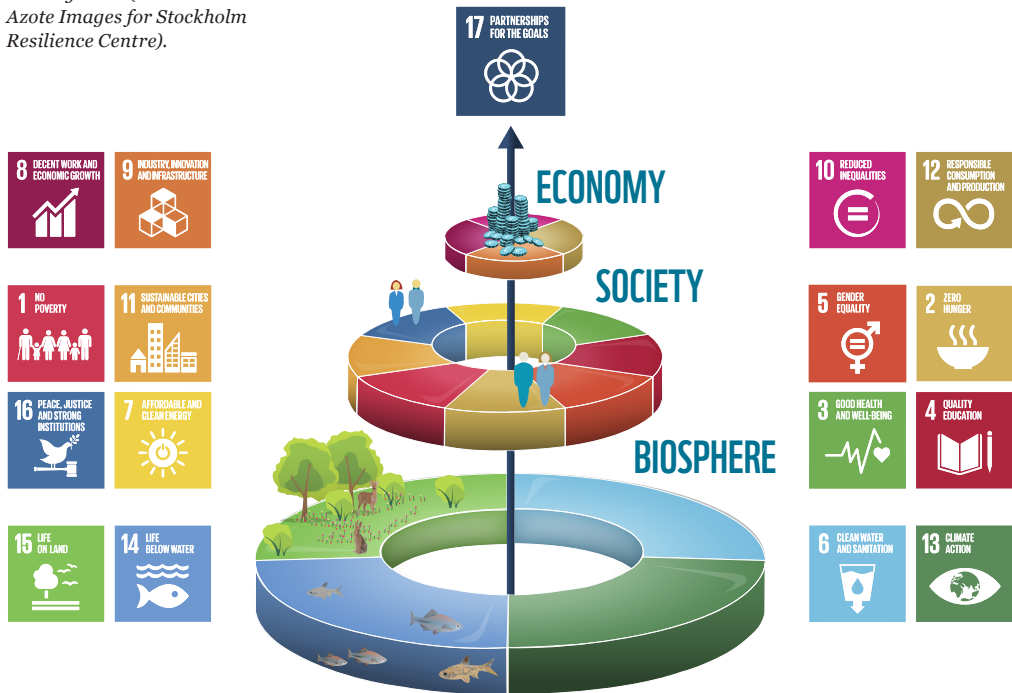 Azote Images for Stockholm
Resilience Centre).
17 PARTNERSHIPS
FOR THE GOALS
ECONOMY
SOCIETY
BIOSPHERE
8 DECENT WORK AND
ECONOMIC GROWTH
9 INDUSTRY, INNOVATION
AND INFRASTRUCTURE
10 REDUCED
INEQUALITIES
12 RESPONSIBLE
CONSUMPTION
AND PRODUCTION
1 NO
POVERTY
11 SUSTAINABLE CITIES
AND COMMUNITIES
5 GENDER
EQUALITY
2 ZERO
HUNGER
16 PEACE, JUSTICE
AND STRONG
INSTITUTIONS
7 AFFORDABLE AND
CLEAN ENERGY
3 GOOD HEALTH
AND WELL-BEING
4 QUALITY
EDUCATION
15 LIFE
ON LAND
14 LIFE
BELOW WATER
6 CLEAN WATER
AND SANITATION
13 CLIMATE
ACTION